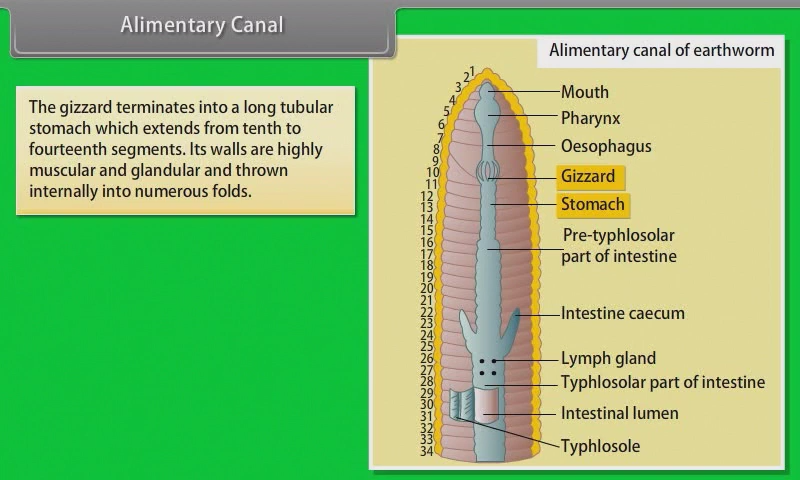 Alimentary Canal
The gizzard terminates into a long tubular
stomach which extends from tenth to
fourteenth segments. Its walls are highly
muscular and glandular and thrown
internally into numerous folds.
Alimentary canal of earthworm
1
2
3
4
5
6
7
8
9
10
11
12
13
14
15
16
17
18
19
20
21
22
23
24
25
26
27
28
29
30
31
32
33
34
Mouth
Pharynx
Oesophagus
Gizzard
Stomach
Pre-typhlosolar
part of intestine
Intestine caecum
Lymph gland
Typhlosolar part of intestine
Intestinal lumen
Typhlosole